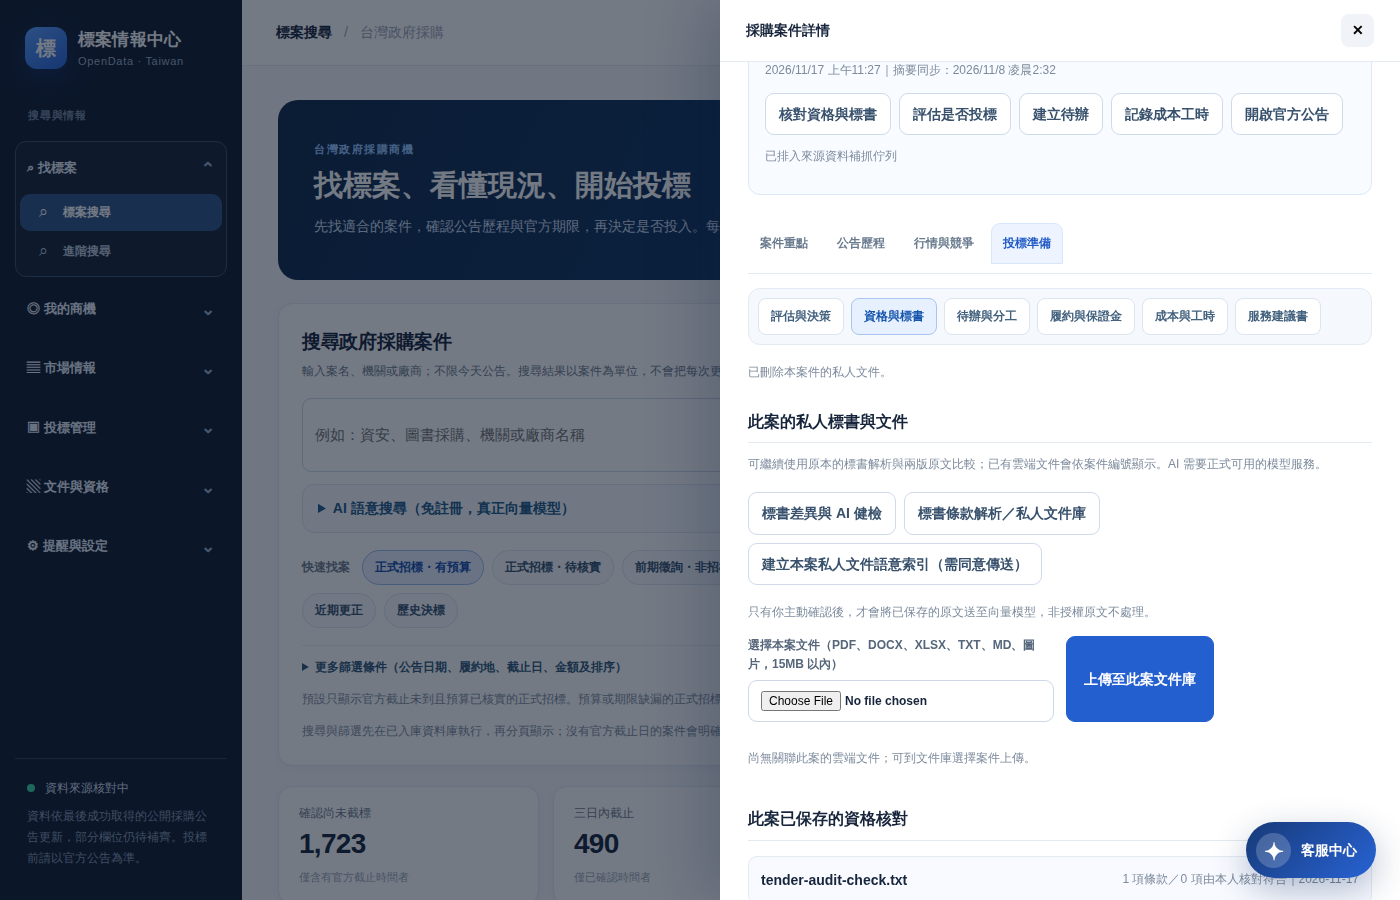 標
標案情報中心
OpenData · Taiwan
搜尋與情報
找標案
標案搜尋
進階搜尋
我的商機
市場情報
投標管理
文件與資格
提醒與設定
資料來源核對中
資料依最後成功取得的公開採購公
告更新，部分欄位仍待補齊。投標
前請以官方公告為準。
標案搜尋 / 台灣政府採購
台灣政府採購商機
找標案、看懂現況、開始投標
先找適合的案件，確認公告歷程與官方期限，再決定是否投入。每
搜尋政府採購案件
輸入案名、機關或廠商；不限今天公告。搜尋結果以案件為單位，不會把每次更
例如：資安、圖書採購、機關或廠商名稱
AI 語意搜尋（免註冊，真正向量模型）
快速找案
正式招標・有預算
正式招標・待核實
前期徵詢・非招
近期更正
歷史決標
更多篩選條件（公告日期、履約地、截止日、金額及排序）
預設只顯示官方截止未到且預算已核實的正式招標。預算或期限缺漏的正式招標
搜尋與篩選先在已入庫資料庫執行，再分頁顯示；沒有官方截止日的案件會明確
確認尚未截標
1,723
僅含有官方截止時間者
三日內截止
490
僅已確認時間者
採購案件詳情
✕
2026/11/17 上午11:27｜摘要同步：2026/11/8 凌晨2:32
核對資格與標書
評估是否投標
建立待辦
記錄成本工時
開啟官方公告
已排入來源資料補抓佇列
案件重點
公告歷程
行情與競爭
投標準備
評估與決策
資格與標書
待辦與分工
履約與保證金
成本與工時
服務建議書
已刪除本案件的私人文件。
此案的私人標書與文件
可繼續使用原本的標書解析與兩版原文比較；已有雲端文件會依案件編號顯示。AI 需要正式可用的模型服務。
標書差異與 AI 健檢
標書條款解析／私人文件庫
建立本案私人文件語意索引（需同意傳送）
只有你主動確認後，才會將已保存的原文送至向量模型，非授權原文不處理。
選擇本案文件（PDF、DOCX、XLSX、TXT、MD、圖
片，15MB 以內）
Choose File No file chosen
上傳至此案文件庫
尚無關聯此案的雲端文件；可到文件庫選擇案件上傳。
此案已保存的資格核對
客服中心
tender-audit-check.txt
1 項條款／0 項由本人核對符合｜2026-11-17